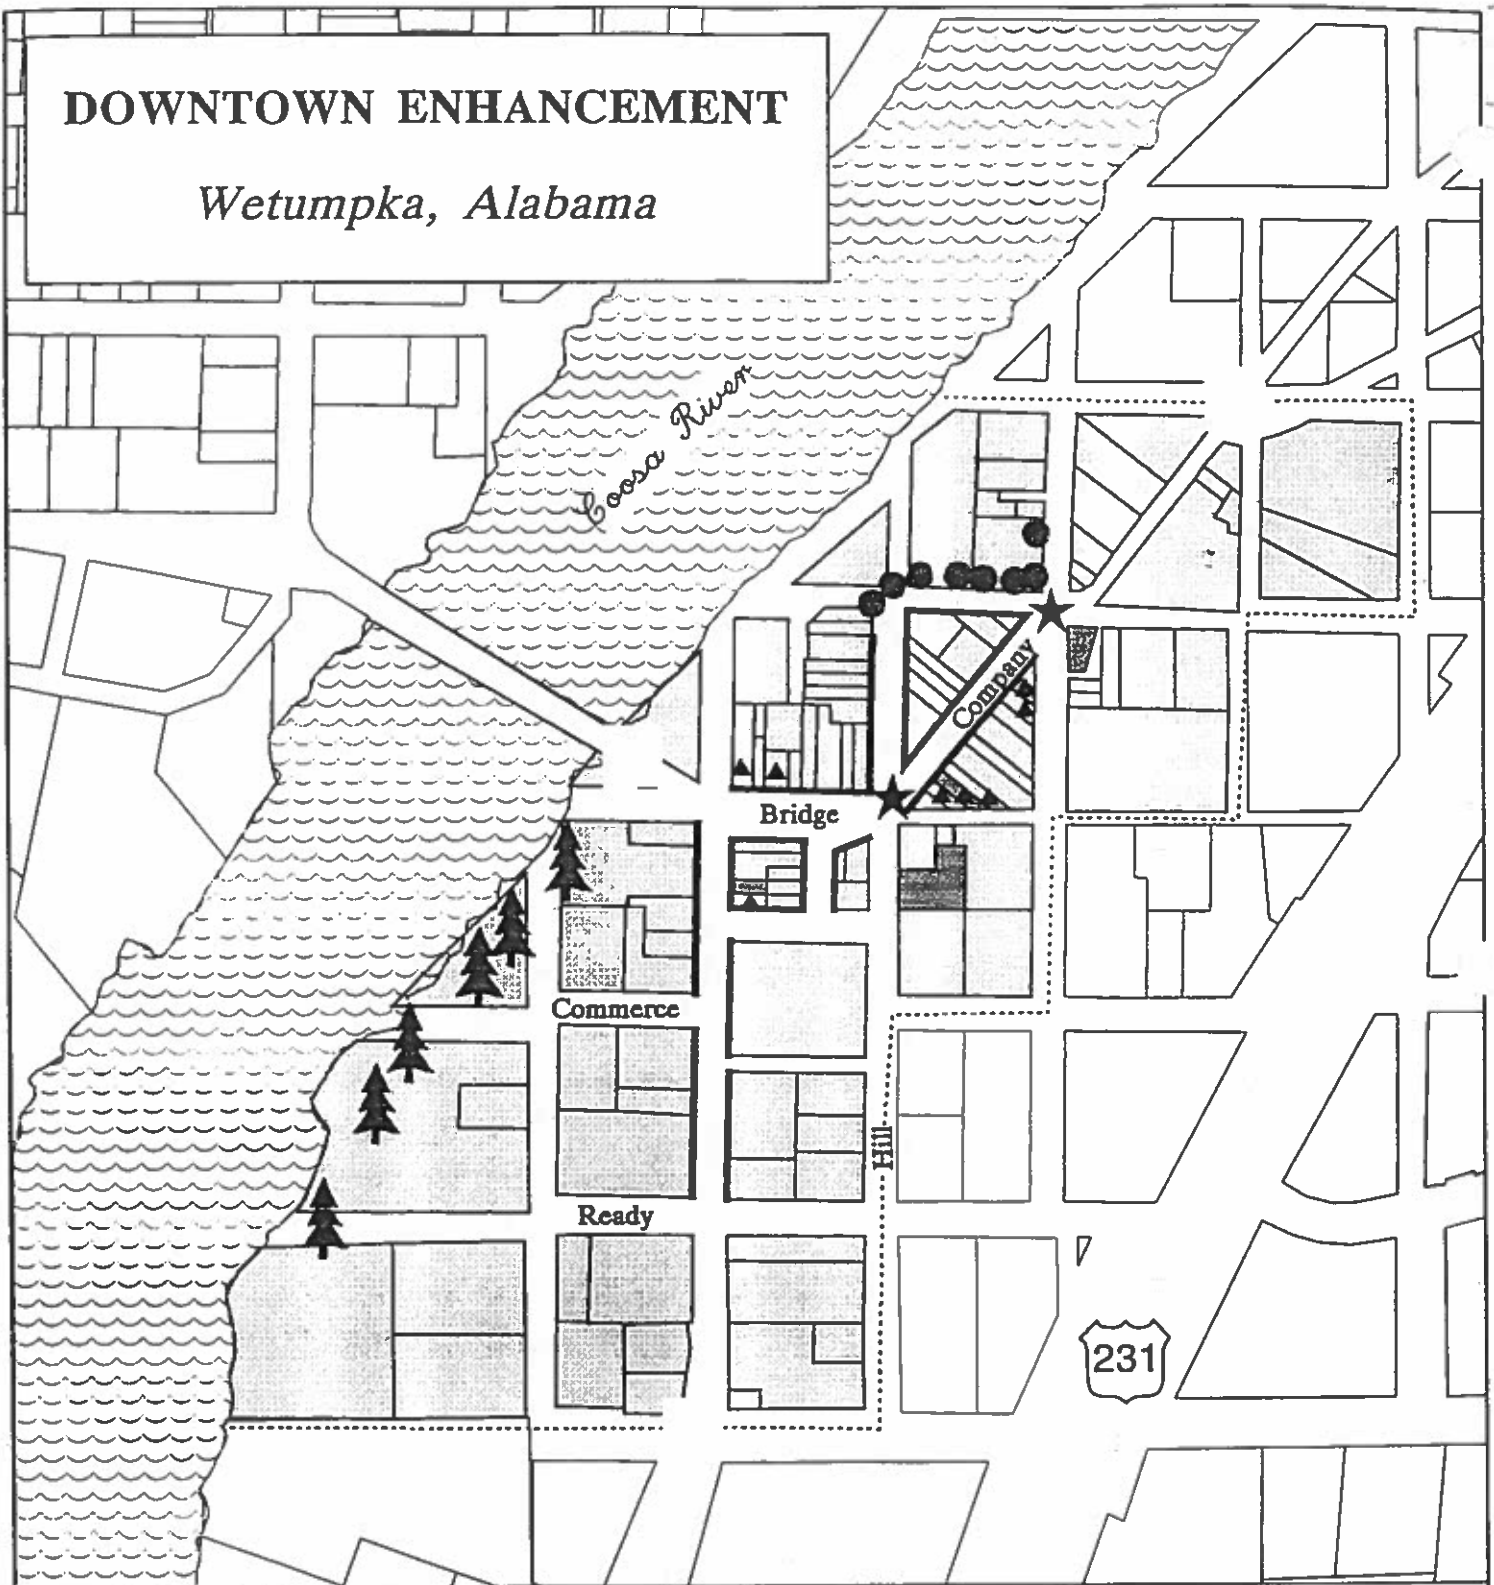 DOWNTOWN ENHANCEMENT
Wetumpka, Alabama
Coosa River
Company
Bridge
Commerce
Hill
Ready
231